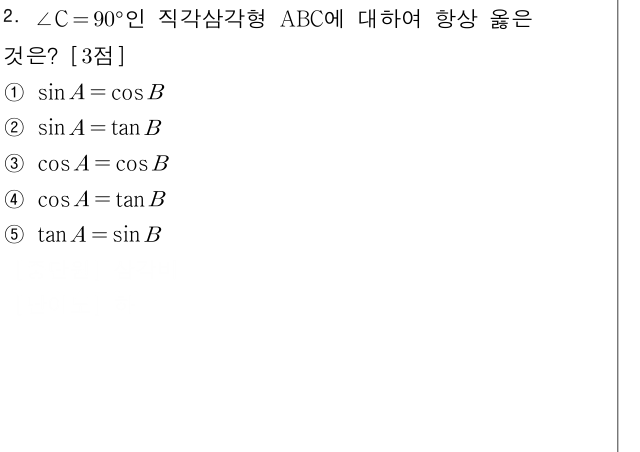 2. ∠C=90°인 직각삼각형 ABC에 대하여 항상 옳은
것은? [3점]
① sin A=cos B
② sin A=tan B
③ cos A=cos B
④ cos A=tan B
⑤ tan A=sin B